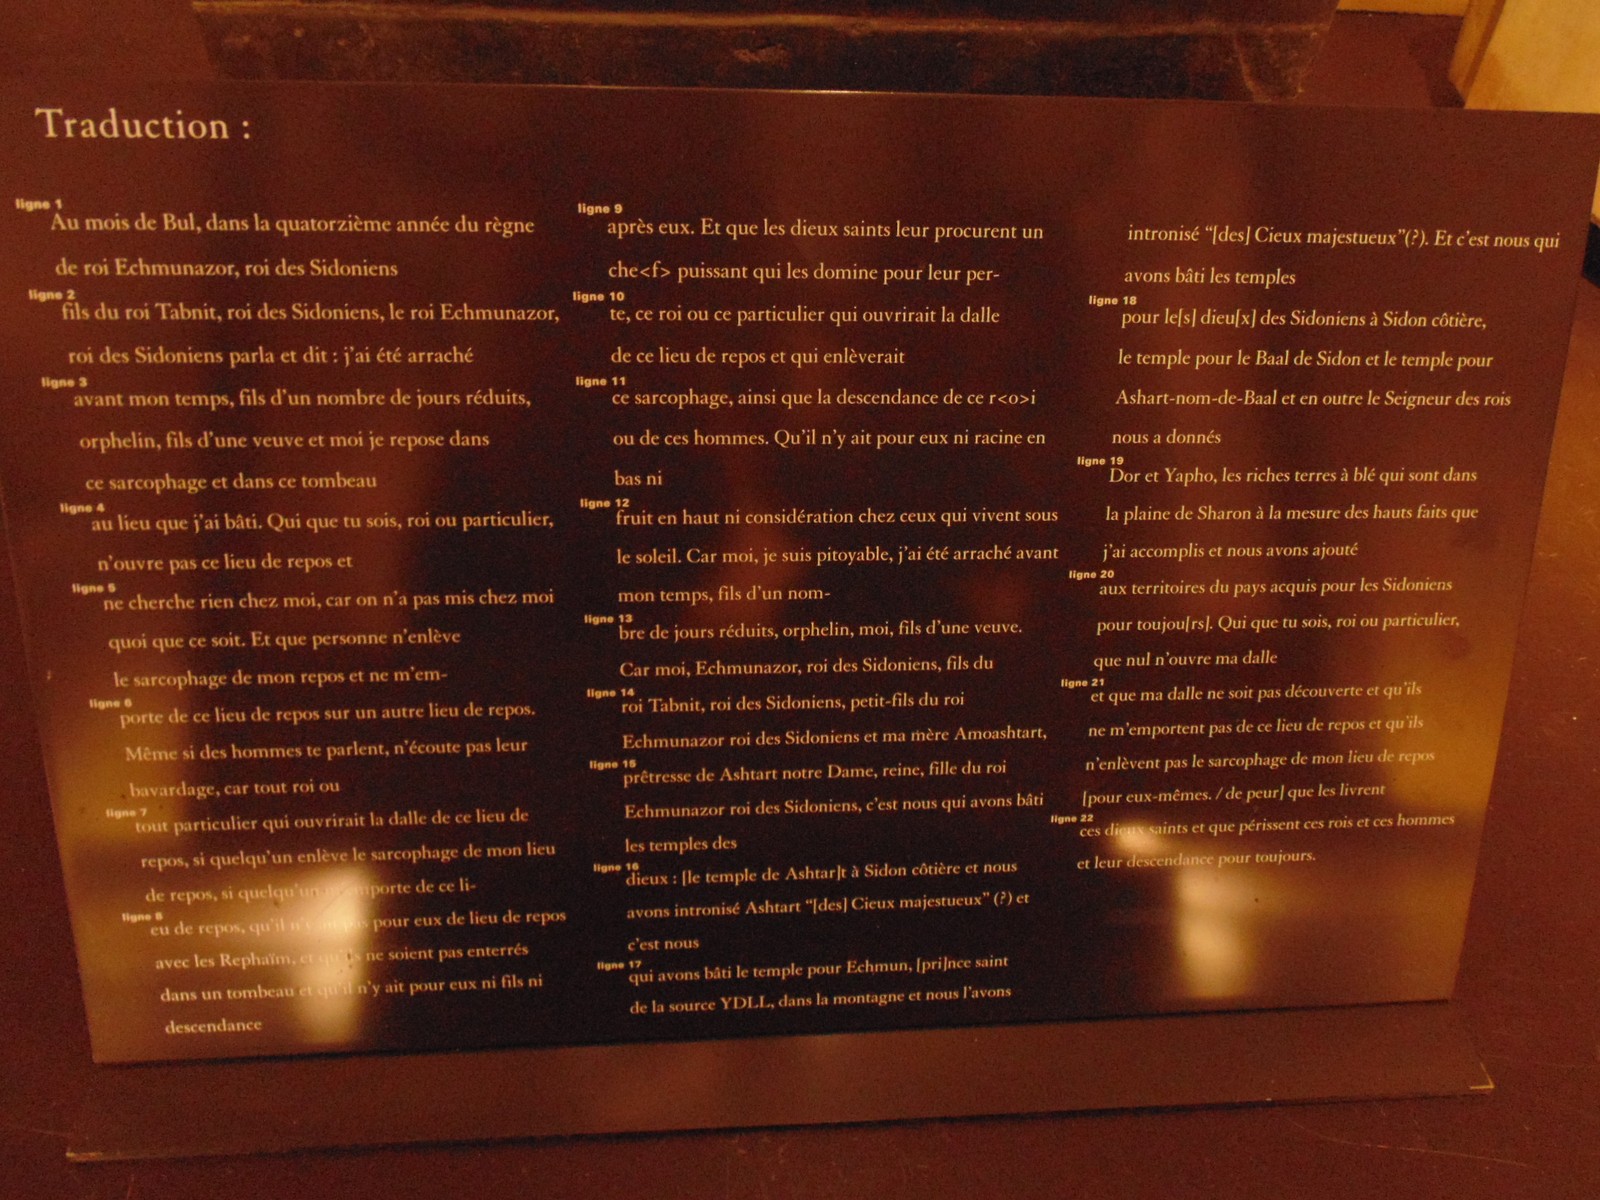 Traduction :
ligne 1
Au mois de Bul, dans la quatorzième année du règne
de roi Echmunazor, roi des Sidoniens
ligne 2
fils du roi Tabnit, roi des Sidoniens, le roi Echmunazor,
roi des Sidoniens parla et dit : j'ai été arraché
ligne 3
avant mon temps, fils d'un nombre de jours réduits,
orphelin, fils d'une veuve et moi je repose dans
ce sarcophage et dans ce tombeau
ligne 4
au lieu que j'ai bâti. Qui que tu sois, roi ou particulier,
n'ouvre pas ce lieu de repos et
ligne 5
ne cherche rien chez moi, car on n'a pas mis chez moi
quoi que ce soit. Et que personne n'enlève
le sarcophage de mon repos et ne m'em-
ligne 6
porte de ce lieu de repos sur un autre lieu de repos.
Même si des hommes te parlent, n'écoute pas leur
bavardage, car tout roi ou
ligne 7
tout particulier qui ouvrirait la dalle de ce lieu de
repos, si quelqu'un enlève le sarcophage de mon lieu
de repos, si quelqu'un m'emporte de ce li-
ligne 8
eu de repos, qu'il n'y ait pas pour eux de lieu de repos
avec les Rephaïm, et qu'ils ne soient pas enterrés
dans un tombeau et qu'il n'y ait pour eux ni fils ni
descendance
ligne 9
après eux. Et que les dieux saints leur procurent un
che<f> puissant qui les domine pour leur per-
ligne 10
te, ce roi ou ce particulier qui ouvrirait la dalle
de ce lieu de repos et qui enlèverait
ligne 11
ce sarcophage, ainsi que la descendance de ce r<o>i
ou de ces hommes. Qu'il n'y ait pour eux ni racine en
bas ni
ligne 12
fruit en haut ni considération chez ceux qui vivent sous
le soleil. Car moi, je suis pitoyable, j'ai été arraché avant
mon temps, fils d'un nom-
ligne 13
bre de jours réduits, orphelin, moi, fils d'une veuve.
Car moi, Echmunazor, roi des Sidoniens, fils du
ligne 14
roi Tabnit, roi des Sidoniens, petit-fils du roi
Echmunazor roi des Sidoniens et ma mère Amoashtart,
ligne 15
prêtresse de Ashtart notre Dame, reine, fille du roi
Echmunazor roi des Sidoniens, c'est nous qui avons bâti
les temples des
ligne 16
dieux : [le temple de Ashtar]t à Sidon côtière et nous
avons intronisé Ashtart "[des] Cieux majestueux" (?) et
c'est nous
ligne 17
qui avons bâti le temple pour Echmun, [pri]nce saint
de la source YDLL, dans la montagne et nous l'avons
intronisé "[des] Cieux majestueux"(?). Et c'est nous qui
avons bâti les temples
ligne 18
pour le[s] dieu[x] des Sidoniens à Sidon côtière,
le temple pour le Baal de Sidon et le temple pour
Ashart-nom-de-Baal et en outre le Seigneur des rois
nous a donnés
ligne 19
Dor et Yapho, les riches terres à blé qui sont dans
la plaine de Sharon à la mesure des hauts faits que
j'ai accomplis et nous avons ajouté
ligne 20
aux territoires du pays acquis pour les Sidoniens
pour toujou[rs]. Qui que tu sois, roi ou particulier,
que nul n'ouvre ma dalle
ligne 21
et que ma dalle ne soit pas découverte et qu'ils
ne m'emportent pas de ce lieu de repos et qu'ils
n'enlèvent pas le sarcophage de mon lieu de repos
[pour eux-mêmes. / de peur] que les livrent
ligne 22
ces dieux saints et que périssent ces rois et ces hommes
et leur descendance pour toujours.